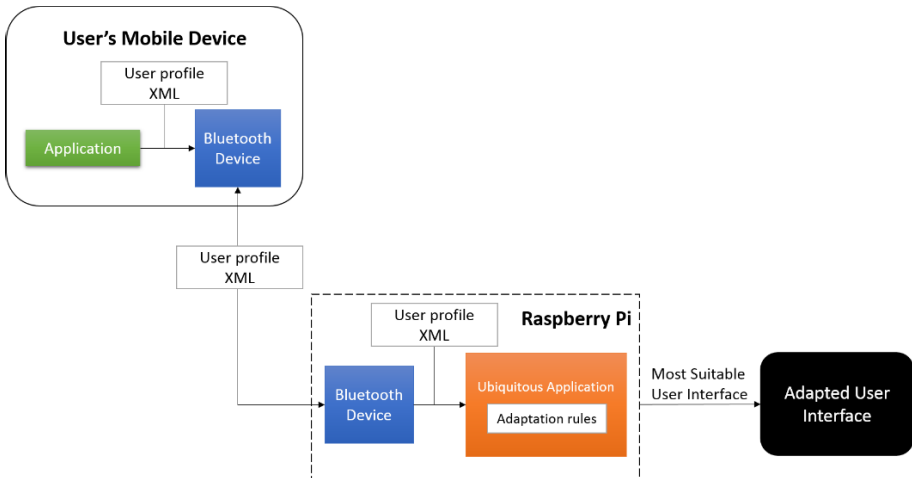 User's Mobile Device
User profile
XML
Application
Bluetooth
Device
User profile
XML
Raspberry Pi
User profile
XML
Bluetooth
Device
Ubiquitous Application
Adaptation rules
Most Suitable
User Interface
Adapted User
Interface